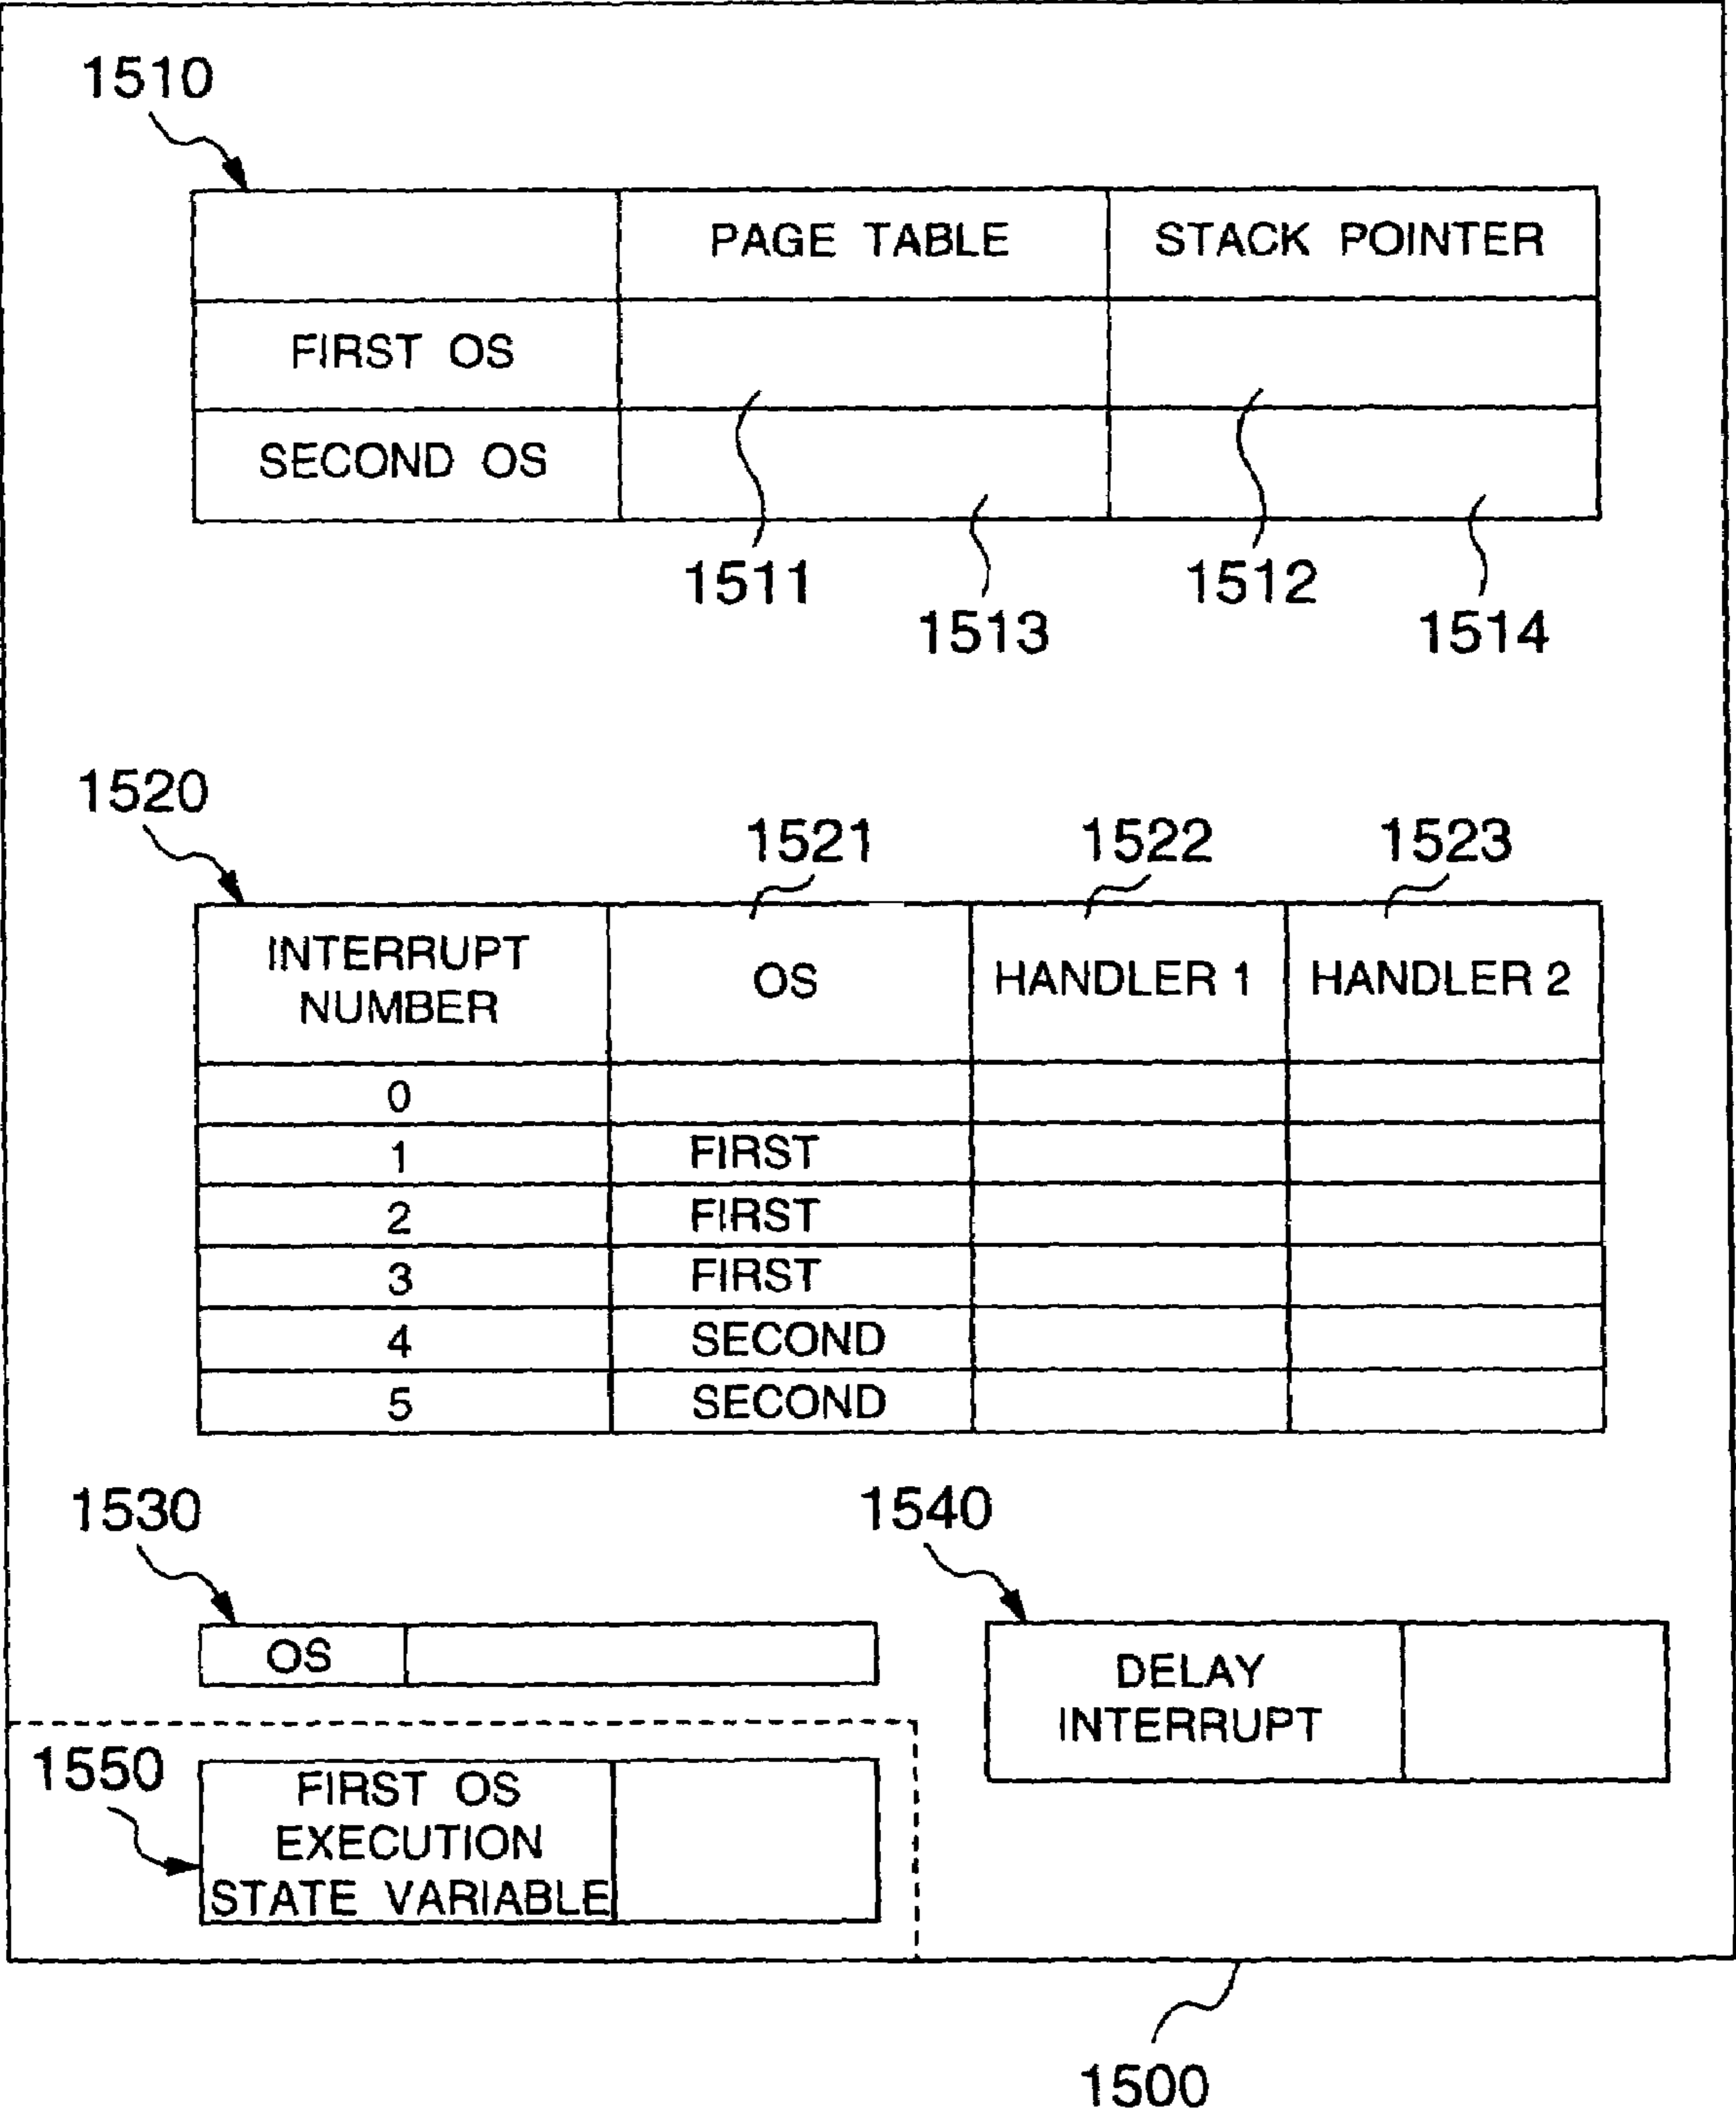 1510
PAGE TABLE STACK POINTER
FIRST OS
SECOND OS
1511 1512
1513 1514
1520
1521 1522 1523
INTERRUPT
NUMBER
OS HANDLER 1 HANDLER 2
0
1 FIRST
2 FIRST
3 FIRST
4 SECOND
5 SECOND
1530 1540
OS
DELAY
INTERRUPT
1550
FIRST OS
EXECUTION
STATE VARIABLE
1500